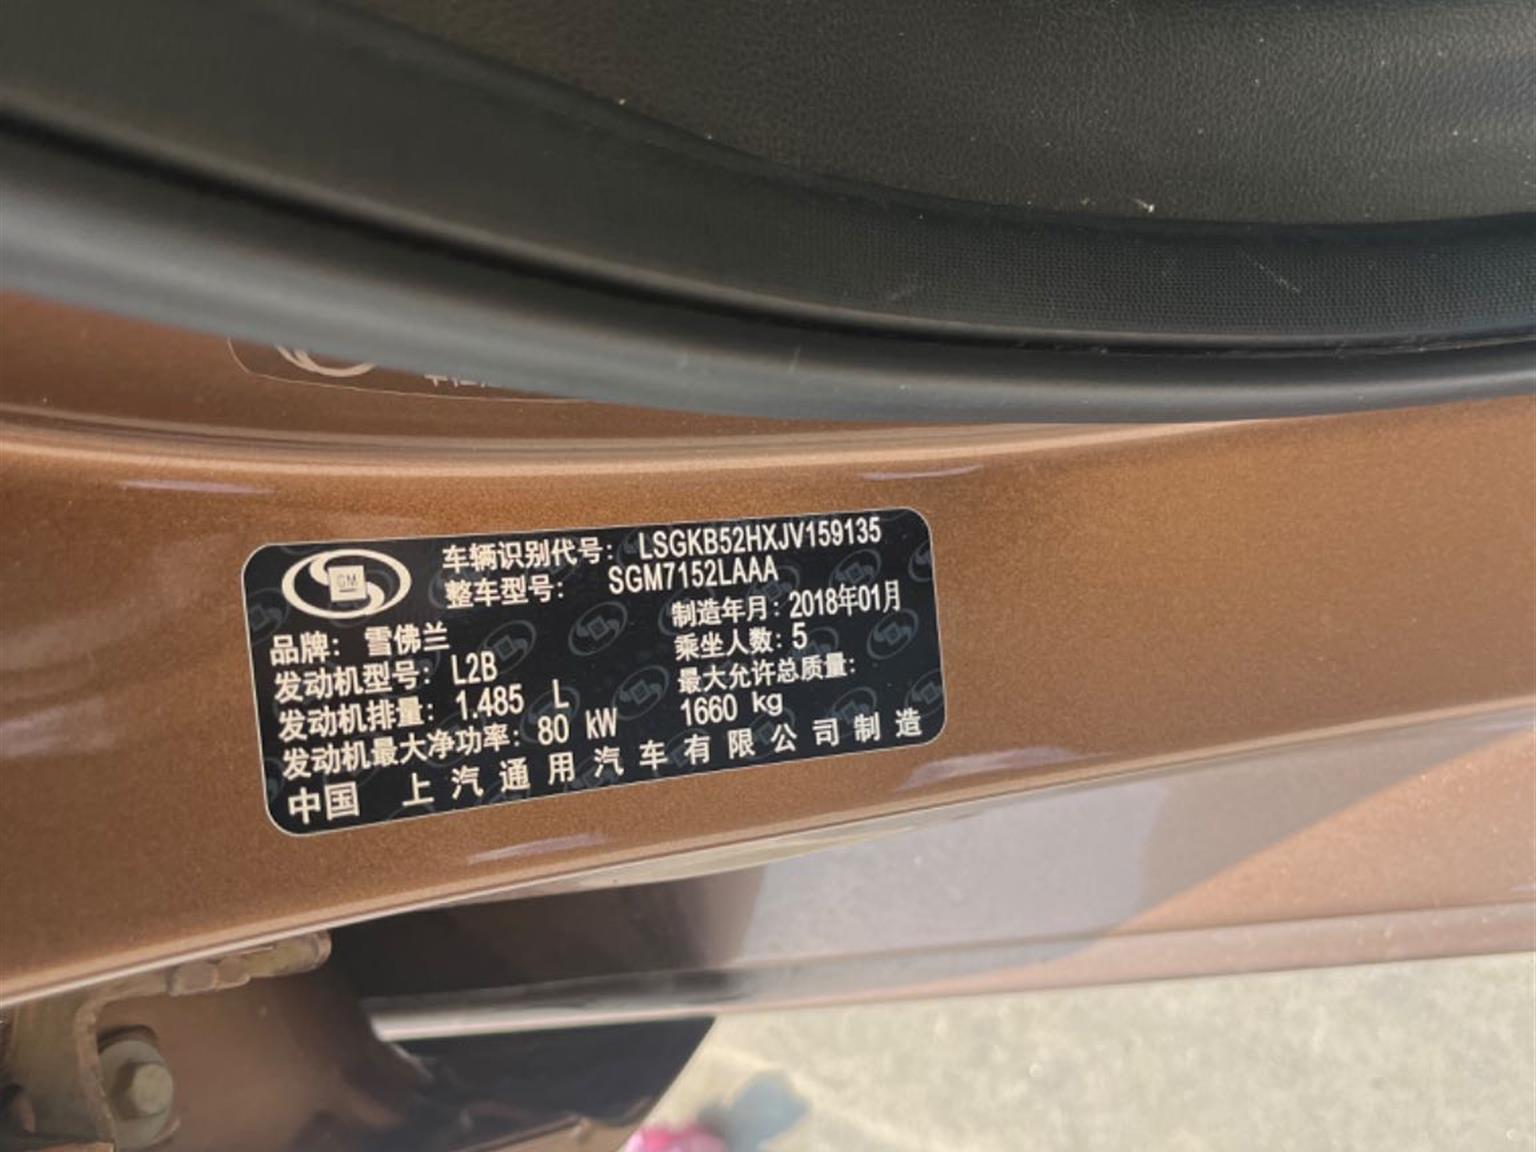 车辆识别代号: LSGKB52HXJV159135
整车型号: SGM7152LAAA
GM
品牌: 雪佛兰
制造年月: 2018年01月
发动机型号: L2B
乘坐人数: 5
发动机排量: 1.485 L
最大允许总质量:
1660 kg
发动机最大净功率: 80 kW
中国 上汽通用汽车有限公司制造